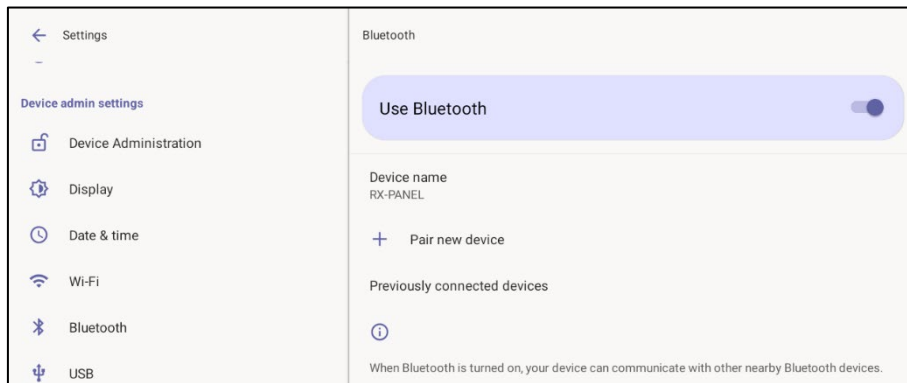 Settings
Device admin settings
Device Administration
Display
Date & time
Wi-Fi
Bluetooth
USB
Bluetooth
Use Bluetooth
Device name
RX-PANEL
Pair new device
Previously connected devices
When Bluetooth is turned on, your device can communicate with other nearby Bluetooth devices.